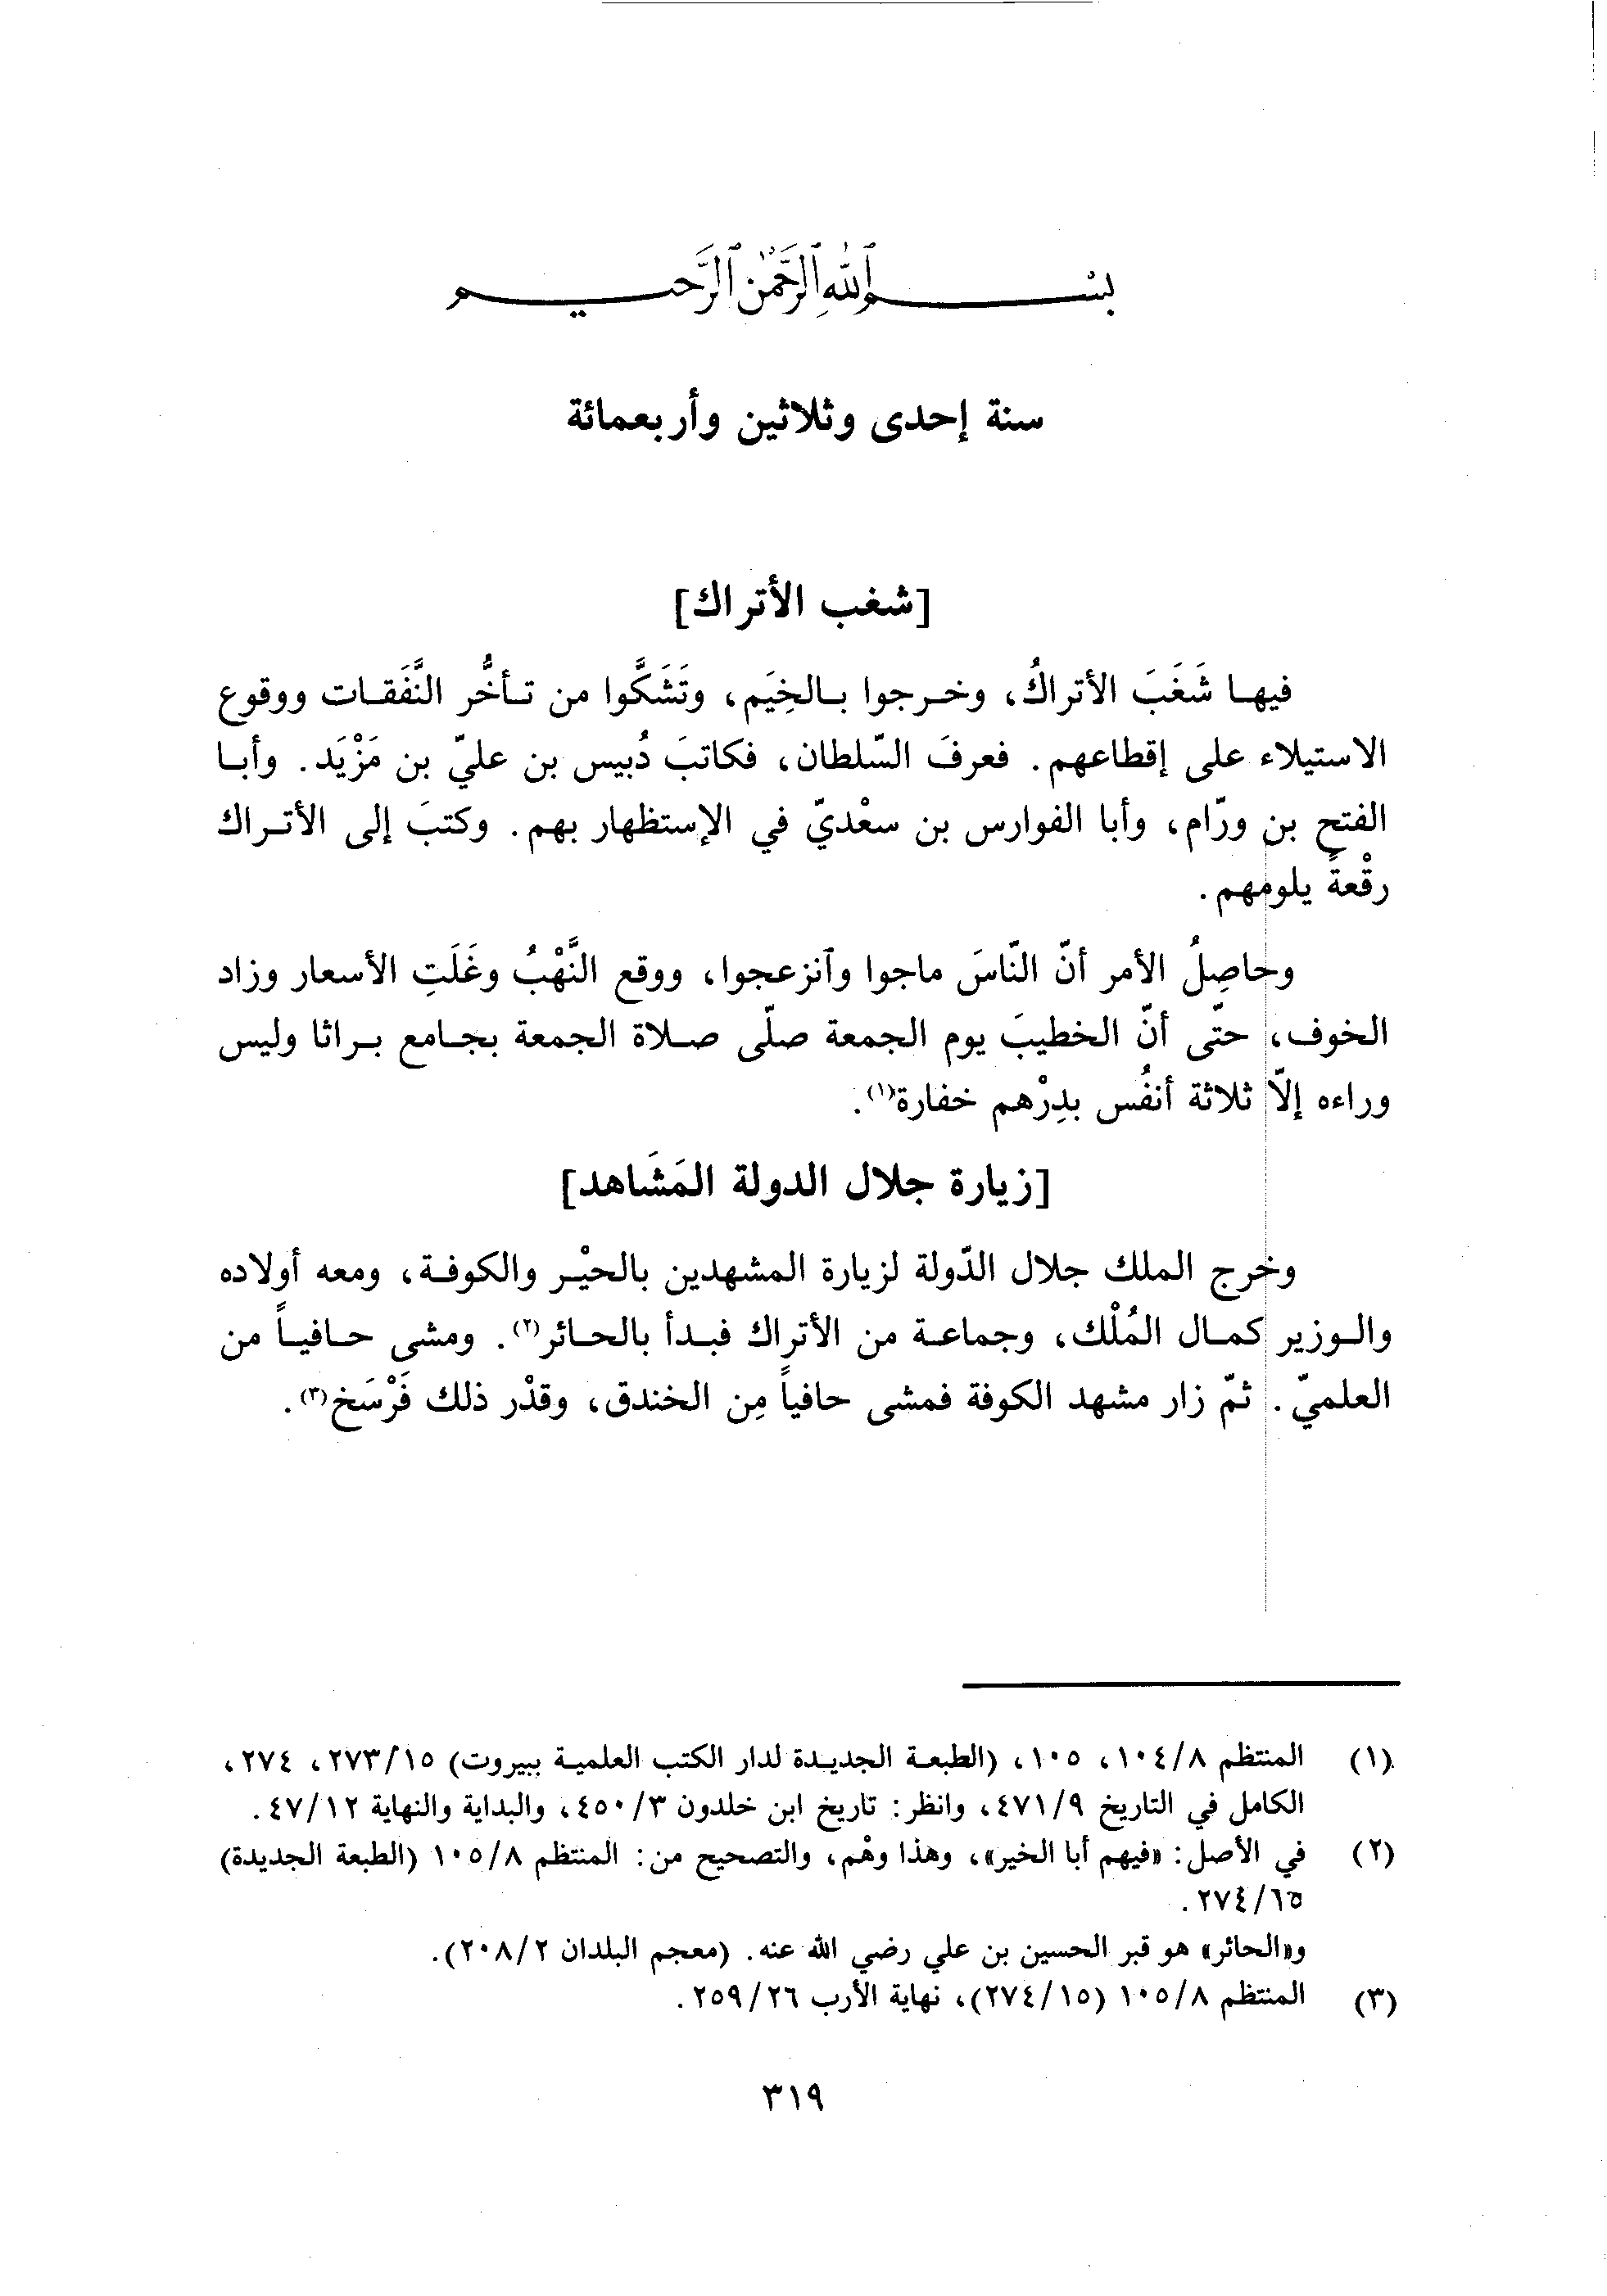 بسم الله الرحمن الرحيم
سنة إحدى وثلاثين وأربعمائة
[شغب الأتراك]
فيها شَغَبَ الأتراكُ، وخرجوا بالخِيَم، وتَشَكَّوا من تأخُّر النَّفَقات ووقوع
الاستيلاء على إقطاعهم. فعرفَ السّلطان، فكاتبَ دُبيس بن عليّ بن مَزْيَد. وأبا
الفتح بن ورّام، وأبا الفوارس بن سعْديّ في الإستظهار بهم. وكتبَ إلى الأتراك
رقْعةً يلومهم.
وحاصِلُ الأمر أنّ النّاسَ ماجوا وآنزعجوا، ووقع النَّهْبُ وغَلَتِ الأسعار وزاد
الخوف، حتّى أنّ الخطيبَ يوم الجمعة صلّى صلاة الجمعة بجامع براثا وليس
وراءه إلّا ثلاثة أنفُس بدِرْهم خفارة(١).
[زيارة جلال الدولة المَشَاهد]
وخرج الملك جلال الدّولة لزيارة المشهدين بالحيْر والكوفة، ومعه أولاده
والوزير كمال المُلْك، وجماعة من الأتراك فبدأ بالحائر(٢). ومشى حافياً من
العلميّ. ثمّ زار مشهد الكوفة فمشى حافياً مِن الخندق، وقدْر ذلك فَرْسَخ(٣).
(١) المنتظم ١٠٤/٨، ١٠٥، (الطبعة الجديدة لدار الكتب العلمية ببيروت) ٢٧٣/١٥، ٢٧٤،
الكامل في التاريخ ٤٧١/٩، وانظر: تاريخ ابن خلدون ٤٥٠/٣، والبداية والنهاية ٤٧/١٢.
(٢) في الأصل: «فيهم أبا الخير»، وهذا وهْم، والتصحيح من: المنتظم ١٠٥/٨ (الطبعة الجديدة)
٢٧٤/١٥.
و«الحائر» هو قبر الحسين بن علي رضي الله عنه. (معجم البلدان ٢٠٨/٢).
(٣) المنتظم ١٠٥/٨ (٢٧٤/١٥)، نهاية الأرب ٢٥٩/٢٦.
٣١٩